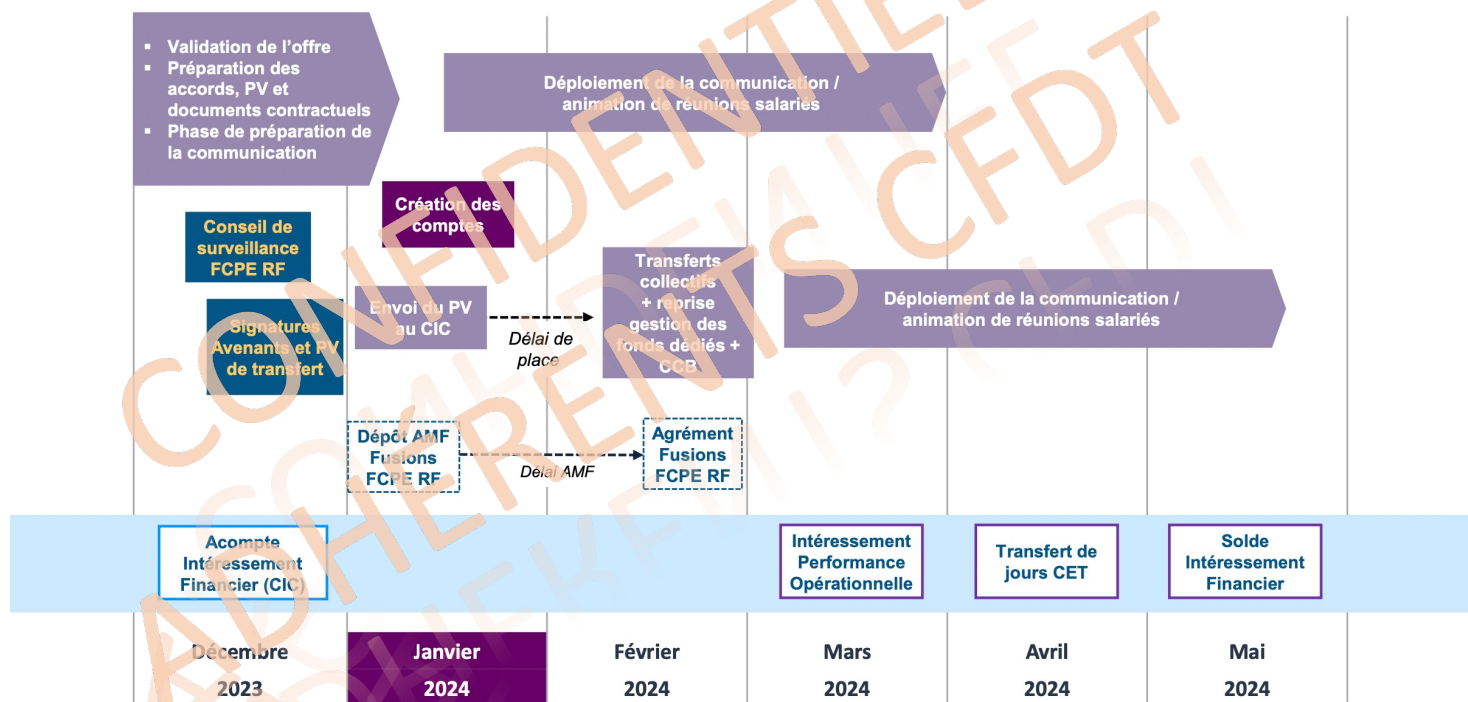 ▪ Validation de l'offre
▪ Préparation des
accords, PV et
documents contractuels
▪ Phase de préparation de
la communication
Déploiement de la communication /
animation de réunions salariés
Création des
comptes
Conseil de
surveillance
FCPE RF
Signatures
Avenants et PV
de transfert
Envoi du PV
au CIC
Délai de
place
Transferts
collectifs
+ reprise
gestion des
fonds dédiés +
CCB
Déploiement de la communication /
animation de réunions salariés
Dépôt AMF
Fusions
FCPE RF
Délai AMF
Agrément
Fusions
FCPE RF
Acompte
Intéressement
Financier (CIC)
Intéressement
Performance
Opérationnelle
Transfert de
jours CET
Solde
Intéressement
Financier
Décembre
2023
Janvier
2024
Février
2024
Mars
2024
Avril
2024
Mai
2024
CONFIDENTIE
ADHERENTS CFDT